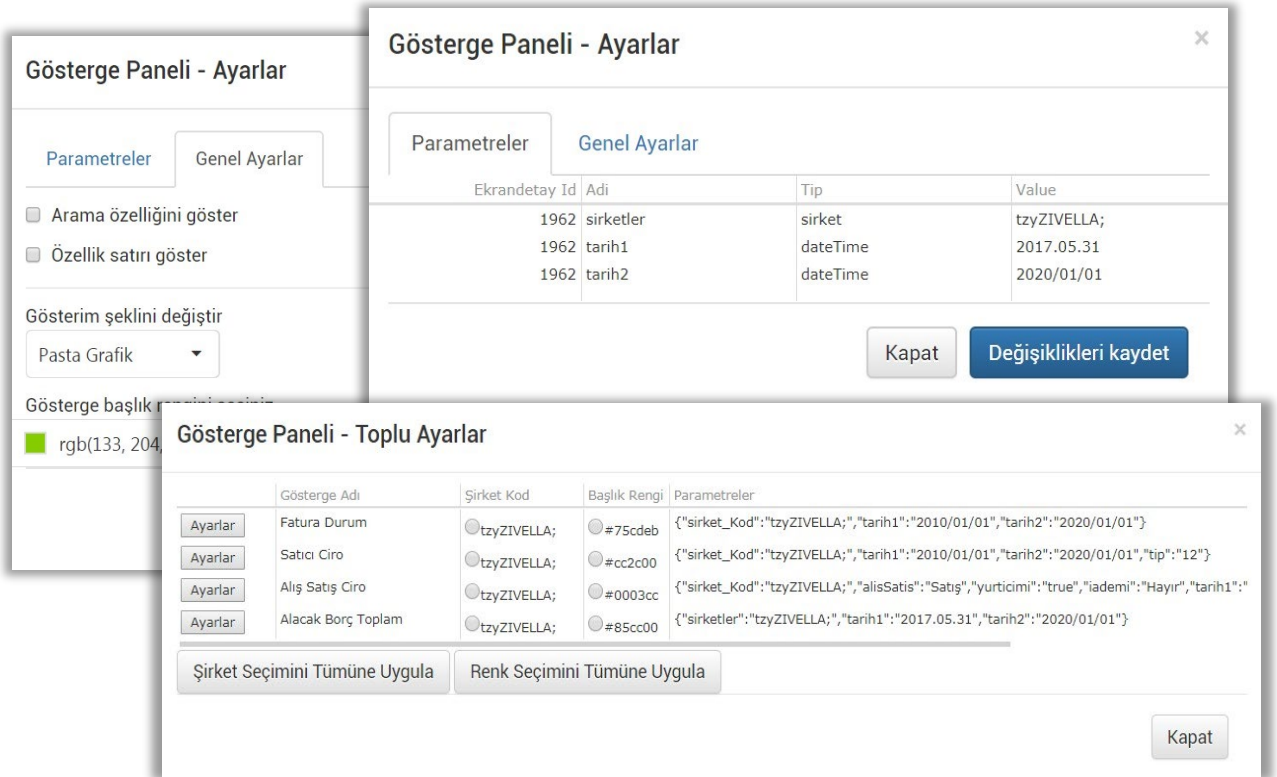 Gösterge Paneli - Ayarlar
Parametreler Genel Ayarlar
Arama özelliğini göster
Özellik satırı göster
Gösterim şeklini değiştir
Pasta Grafik
Gösterge başlık
rgb(133, 204,
Gösterge Paneli - Ayarlar ×
Parametreler Genel Ayarlar
Ekrandetay Id Adi Tip Value
1962 sirketler sirket tzyZIVELLA;
1962 tarih1 dateTime 2017.05.31
1962 tarih2 dateTime 2020/01/01
Kapat Değişiklikleri kaydet
Gösterge Paneli - Toplu Ayarlar ×
Gösterge Adı Şirket Kod Başlık Rengi Parametreler
Ayarlar Fatura Durum tzyZIVELLA; #75cdeb {"sirket_Kod":"tzyZIVELLA;","tarih1":"2010/01/01","tarih2":"2020/01/01"}
Ayarlar Satıcı Ciro tzyZIVELLA; #cc2c00 {"sirket_Kod":"tzyZIVELLA;","tarih1":"2010/01/01","tarih2":"2020/01/01","tip":"12"}
Ayarlar Alış Satış Ciro tzyZIVELLA; #0003cc {"sirket_Kod":"tzyZIVELLA;","alisSatis":"Satış","yurticimi":"true","iademi":"Hayır","tarih1":"
Ayarlar Alacak Borç Toplam tzyZIVELLA; #85cc00 {"sirketler":"tzyZIVELLA;","tarih1":"2017.05.31","tarih2":"2020/01/01"}
Şirket Seçimini Tümüne Uygula Renk Seçimini Tümüne Uygula
Kapat